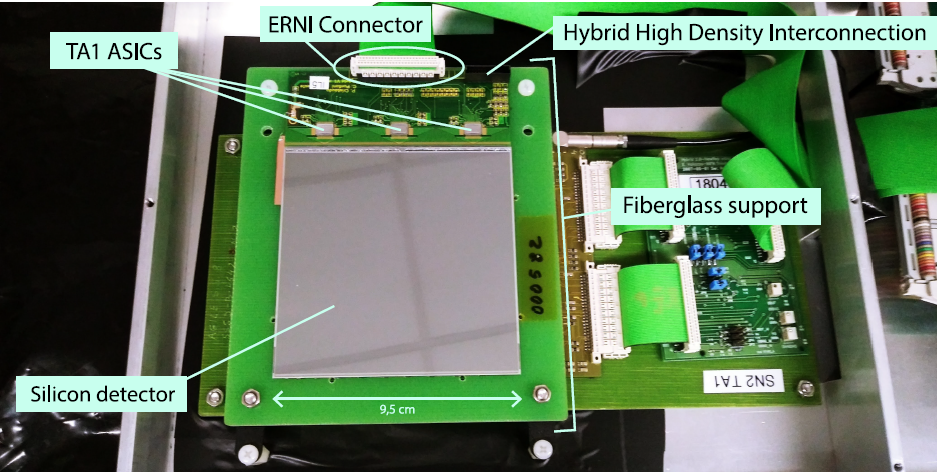 ERNI Connector
TA1 ASICs
Hybrid High Density Interconnection
1804
Fiberglass support
285000
Silicon detector
9,5 cm
SN2 TA1